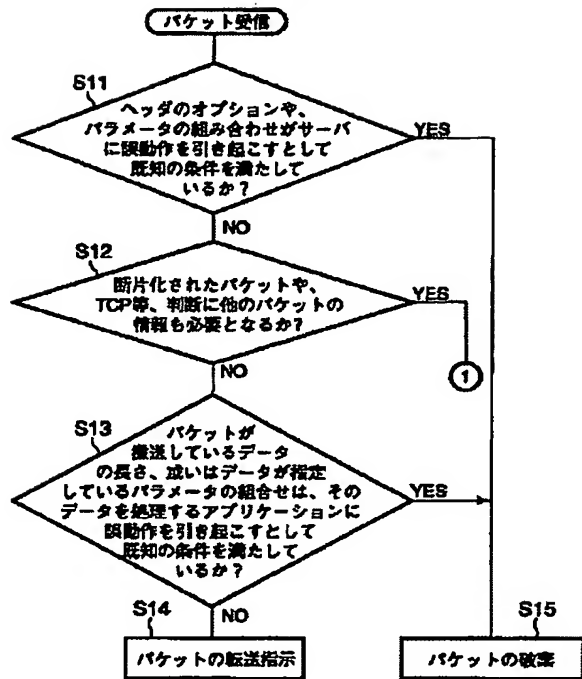 パケット受信
S11
ヘッダのオプションや、
パラメータの組み合わせがサーバ
に誤動作を引き起こすとして
既知の条件を満たして
いるか?
YES
NO
S12
断片化されたパケットや、
TCP等、判断に他のパケットの
情報も必要となるか?
YES
1
NO
S13
パケットが
搬送しているデータ
の長さ、或いはデータが指定
しているパラメータの組合せは、その
データを処理するアプリケーションに
誤動作を引き起こすとして
既知の条件を満たして
いるか?
YES
NO
S14
パケットの転送指示
S15
パケットの破棄